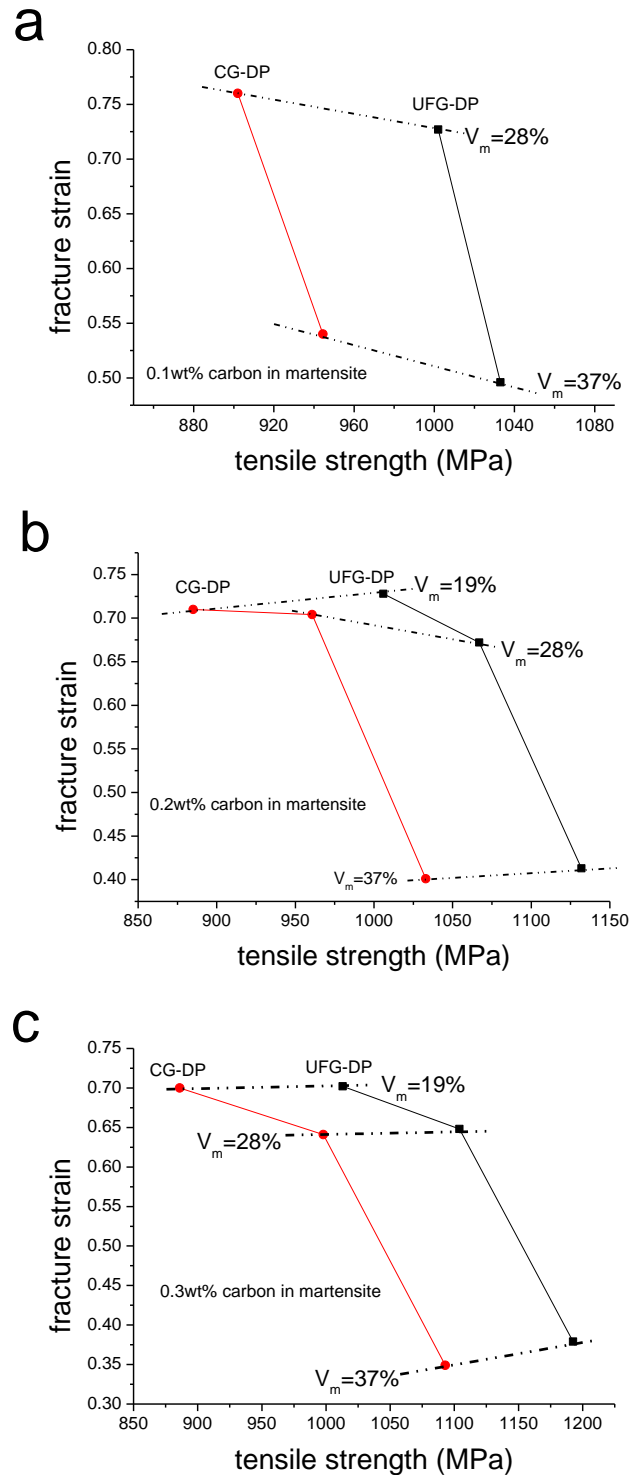 a
0.80
0.75
0.70
0.65
0.60
0.55
0.50
fracture strain
CG-DP
UFG-DP
V_m=28%
V_m=37%
0.1wt% carbon in martensite
880 920 960 1000 1040 1080
tensile strength (MPa)
b
0.75
0.70
0.65
0.60
0.55
0.50
0.45
0.40
fracture strain
CG-DP
UFG-DP
V_m=19%
V_m=28%
0.2wt% carbon in martensite
V_m=37%
850 900 950 1000 1050 1100 1150
tensile strength (MPa)
c
0.75
0.70
0.65
0.60
0.55
0.50
0.45
0.40
0.35
0.30
fracture strain
CG-DP
UFG-DP
V_m=19%
V_m=28%
0.3wt% carbon in martensite
V_m=37%
850 900 950 1000 1050 1100 1150 1200
tensile strength (MPa)